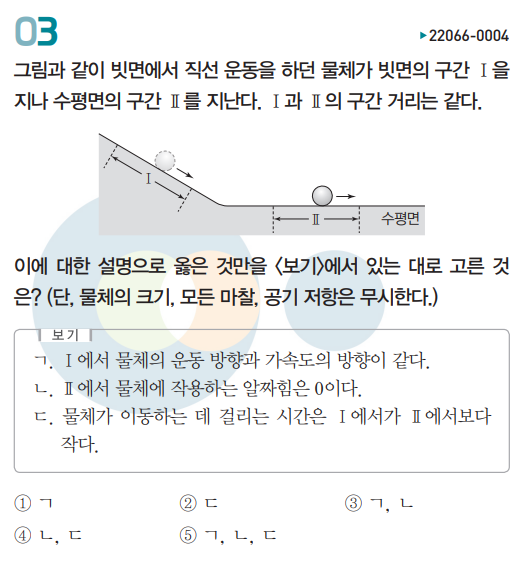 03
▶22066-0004
그림과 같이 빗면에서 직선 운동을 하던 물체가 빗면의 구간 Ⅰ을
지나 수평면의 구간 Ⅱ를 지난다. Ⅰ과 Ⅱ의 구간 거리는 같다.
Ⅰ
Ⅱ
수평면
이에 대한 설명으로 옳은 것만을 〈보기〉에서 있는 대로 고른 것
은? (단, 물체의 크기, 모든 마찰, 공기 저항은 무시한다.)
보기
ㄱ. Ⅰ에서 물체의 운동 방향과 가속도의 방향이 같다.
ㄴ. Ⅱ에서 물체에 작용하는 알짜힘은 0이다.
ㄷ. 물체가 이동하는 데 걸리는 시간은 Ⅰ에서가 Ⅱ에서보다
작다.
① ㄱ ② ㄷ ③ ㄱ, ㄴ
④ ㄴ, ㄷ ⑤ ㄱ, ㄴ, ㄷ